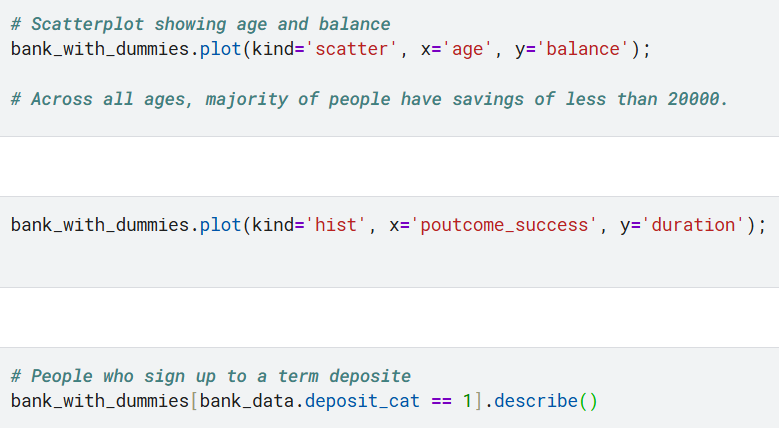 # Scatterplot showing age and balance
bank_with_dummies.plot(kind='scatter', x='age', y='balance');
# Across all ages, majority of people have savings of less than 20000.
bank_with_dummies.plot(kind='hist', x='poutcome_success', y='duration');
# People who sign up to a term deposite
bank_with_dummies[bank_data.deposit_cat == 1].describe()